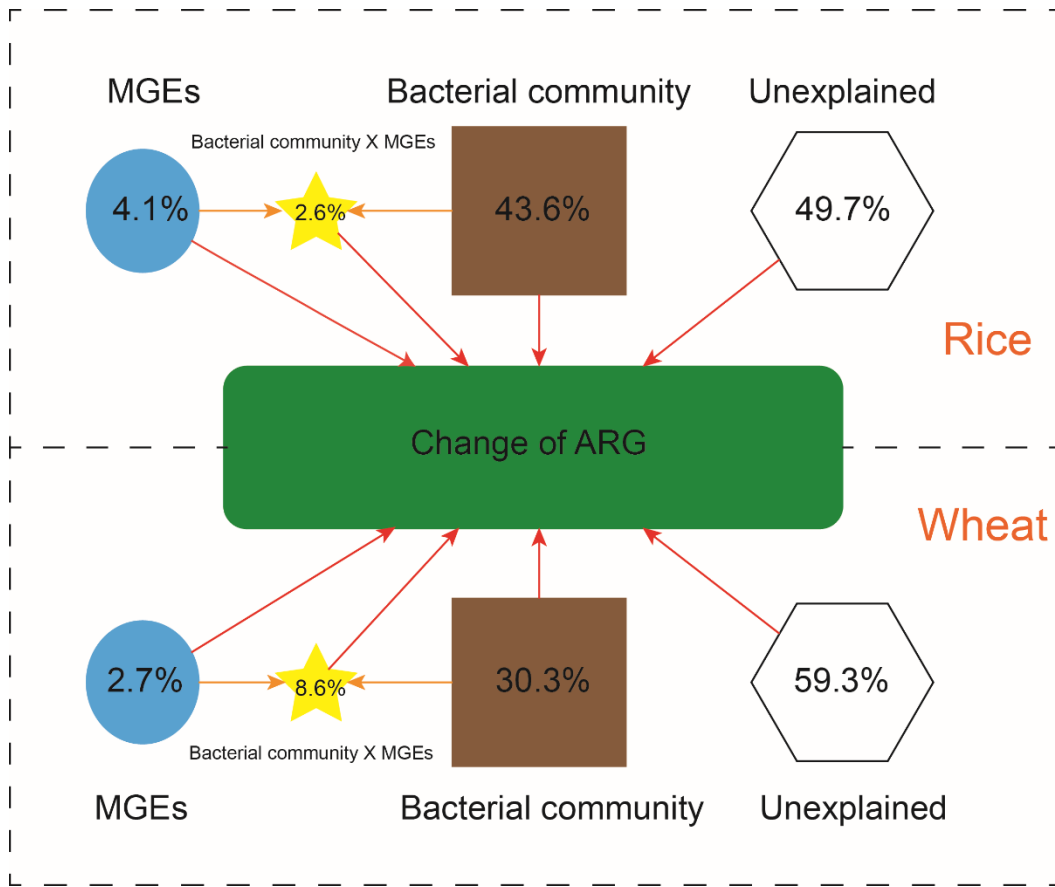 MGEs
Bacterial community
Unexplained
Bacterial community X MGEs
4.1%
2.6%
43.6%
49.7%
Rice
Change of ARG
Wheat
2.7%
8.6%
30.3%
59.3%
Bacterial community X MGEs
MGEs
Bacterial community
Unexplained